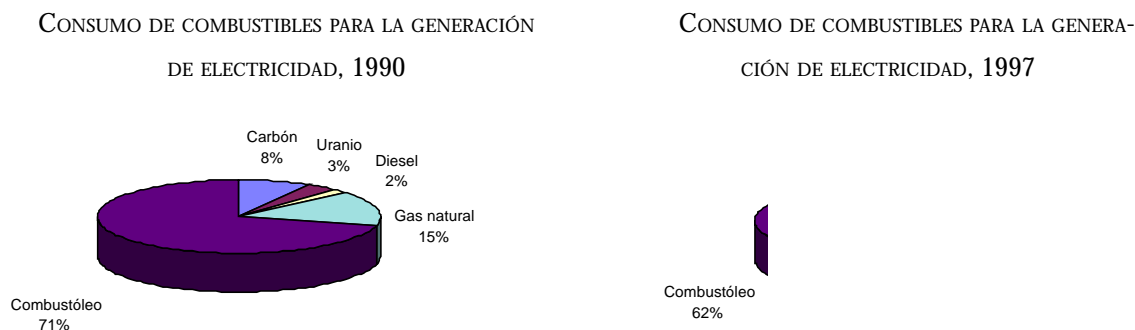 CONSUMO DE COMBUSTIBLES PARA LA GENERACIÓN
DE ELECTRICIDAD, 1990
Carbón
8%
Uranio
3%
Diesel
2%
Gas natural
15%
Combustóleo
71%
CONSUMO DE COMBUSTIBLES PARA LA GENERA-
CIÓN DE ELECTRICIDAD, 1997
Combustóleo
62%